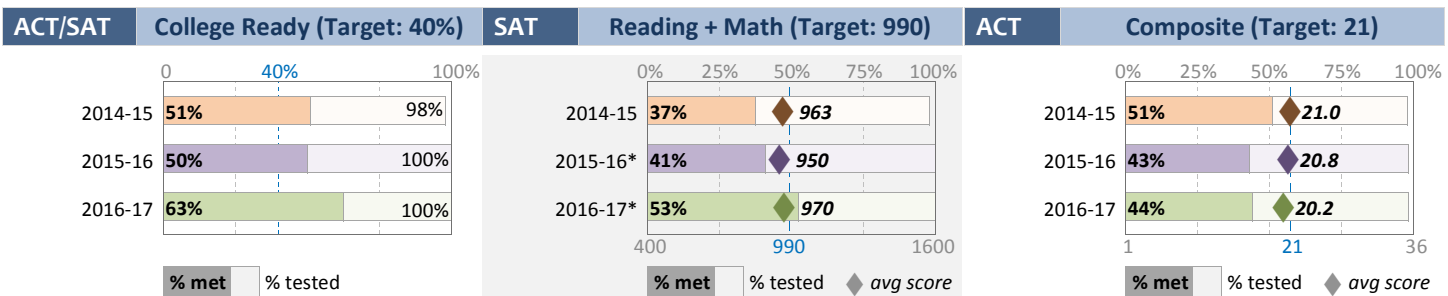 ACT/SAT College Ready (Target: 40%)
0 40% 100%
2014-15 51% 98%
2015-16 50% 100%
2016-17 63% 100%
% met % tested
SAT Reading + Math (Target: 990)
0% 25% 50% 75% 100%
2014-15 37% 963
2015-16* 41% 950
2016-17* 53% 970
400 990 1600
% met % tested avg score
ACT Composite (Target: 21)
0% 25% 50% 75% 100%
2014-15 51% 21.0
2015-16 43% 20.8
2016-17 44% 20.2
1 21 36
% met % tested avg score